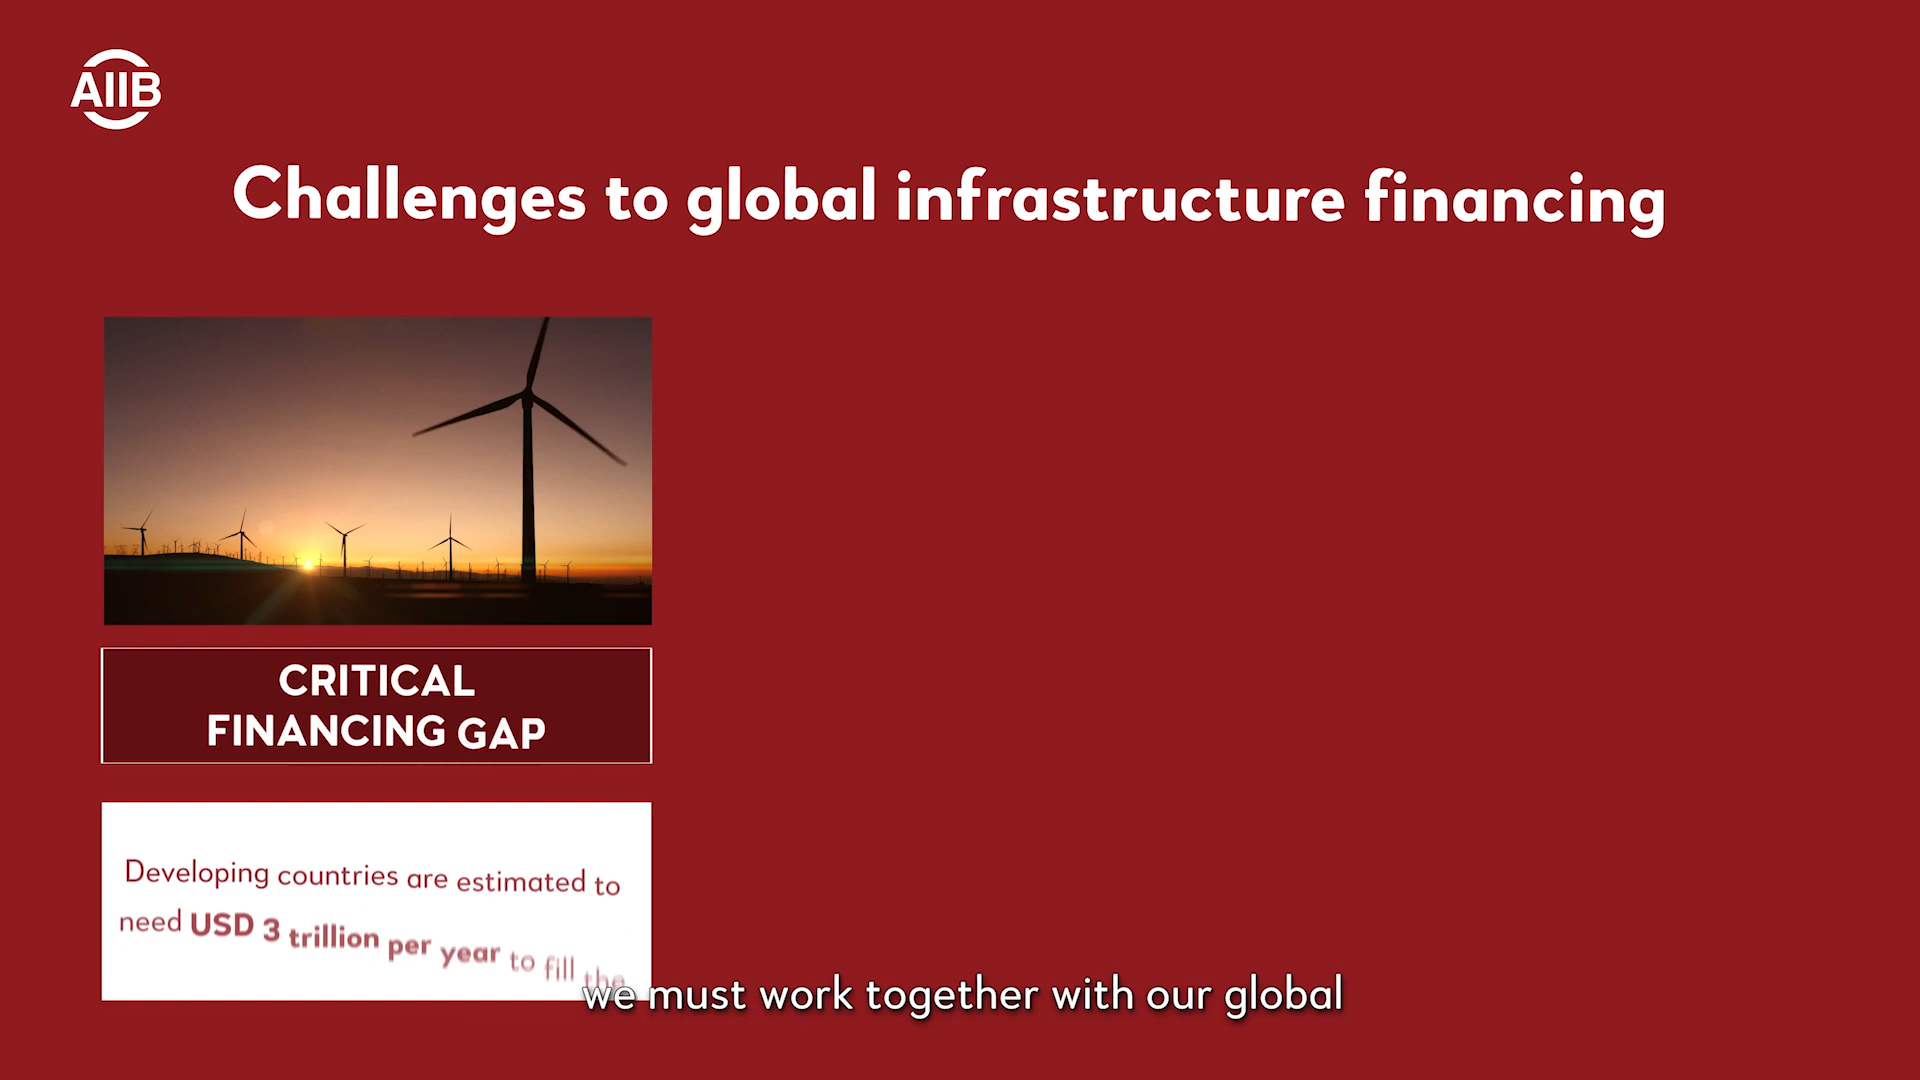 AIIB
Challenges to global infrastructure financing
CRITICAL
FINANCING GAP
Developing countries are estimated to
need USD 3 trillion per year to fill the
we must work together with our global